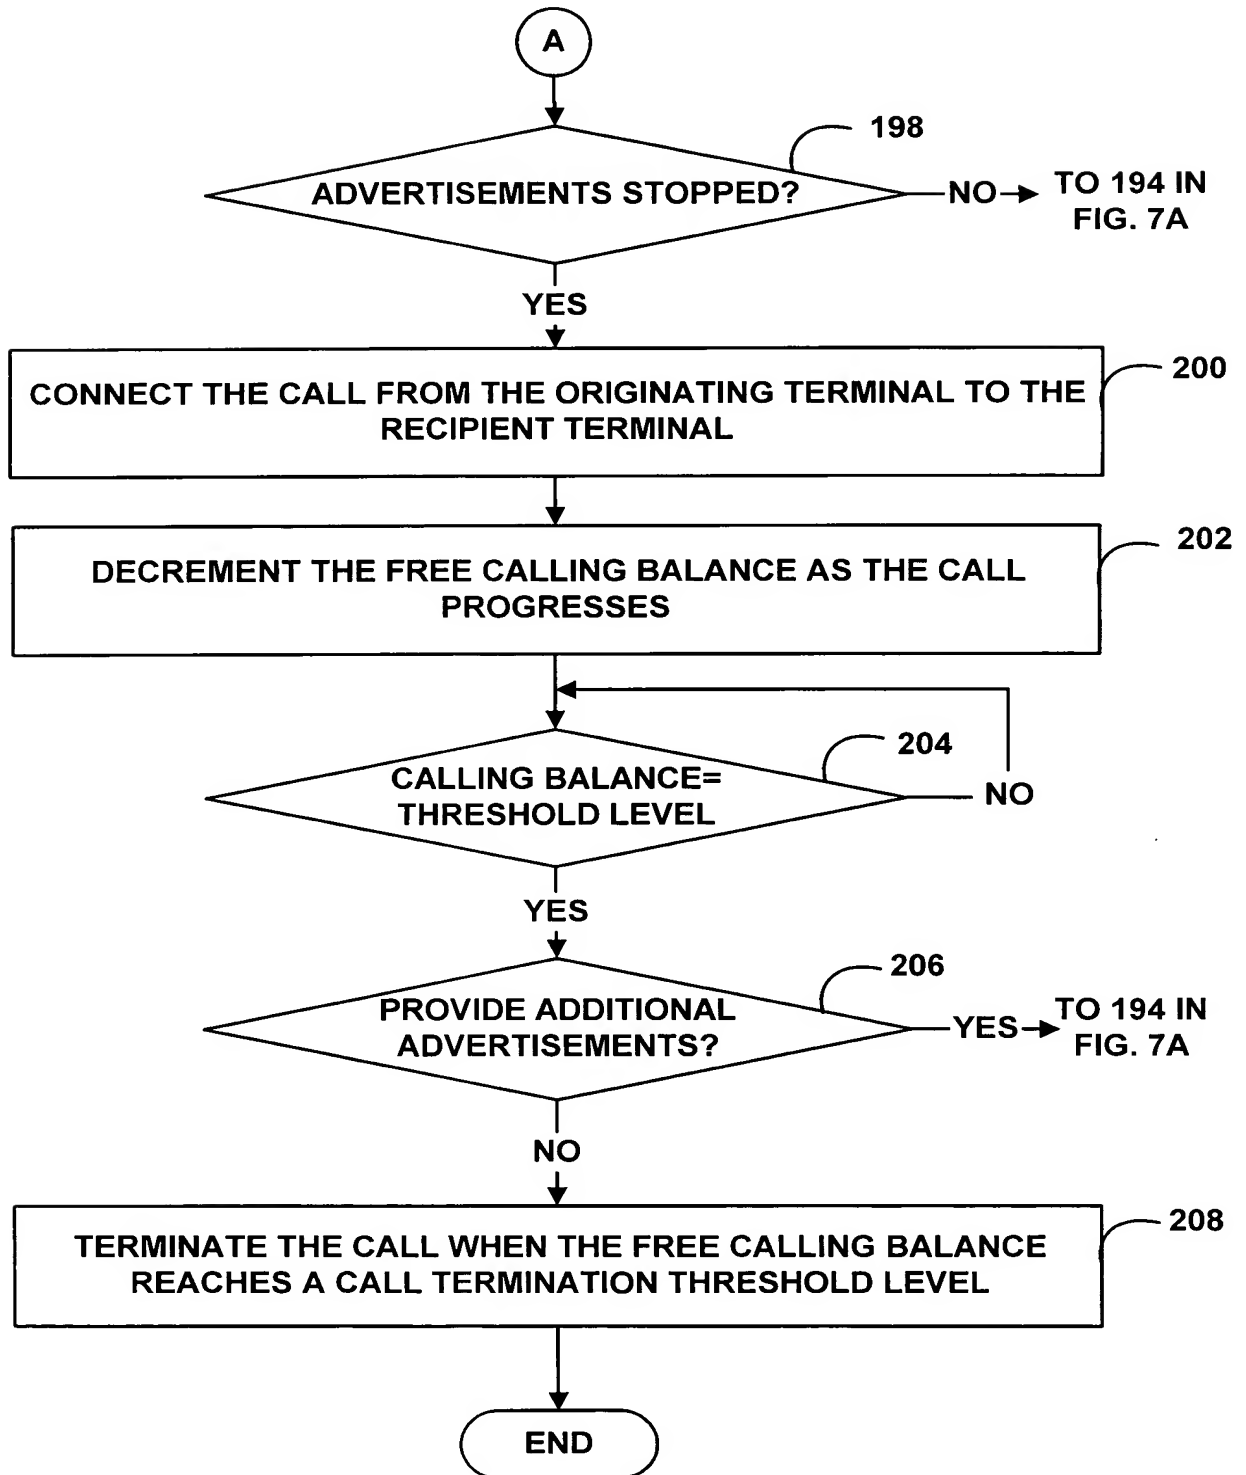 A
198
ADVERTISEMENTS STOPPED?
NO
TO 194 IN
FIG. 7A
YES
200
CONNECT THE CALL FROM THE ORIGINATING TERMINAL TO THE
RECIPIENT TERMINAL
202
DECREMENT THE FREE CALLING BALANCE AS THE CALL
PROGRESSES
204
CALLING BALANCE=
THRESHOLD LEVEL
NO
YES
206
PROVIDE ADDITIONAL
ADVERTISEMENTS?
YES
TO 194 IN
FIG. 7A
NO
208
TERMINATE THE CALL WHEN THE FREE CALLING BALANCE
REACHES A CALL TERMINATION THRESHOLD LEVEL
END